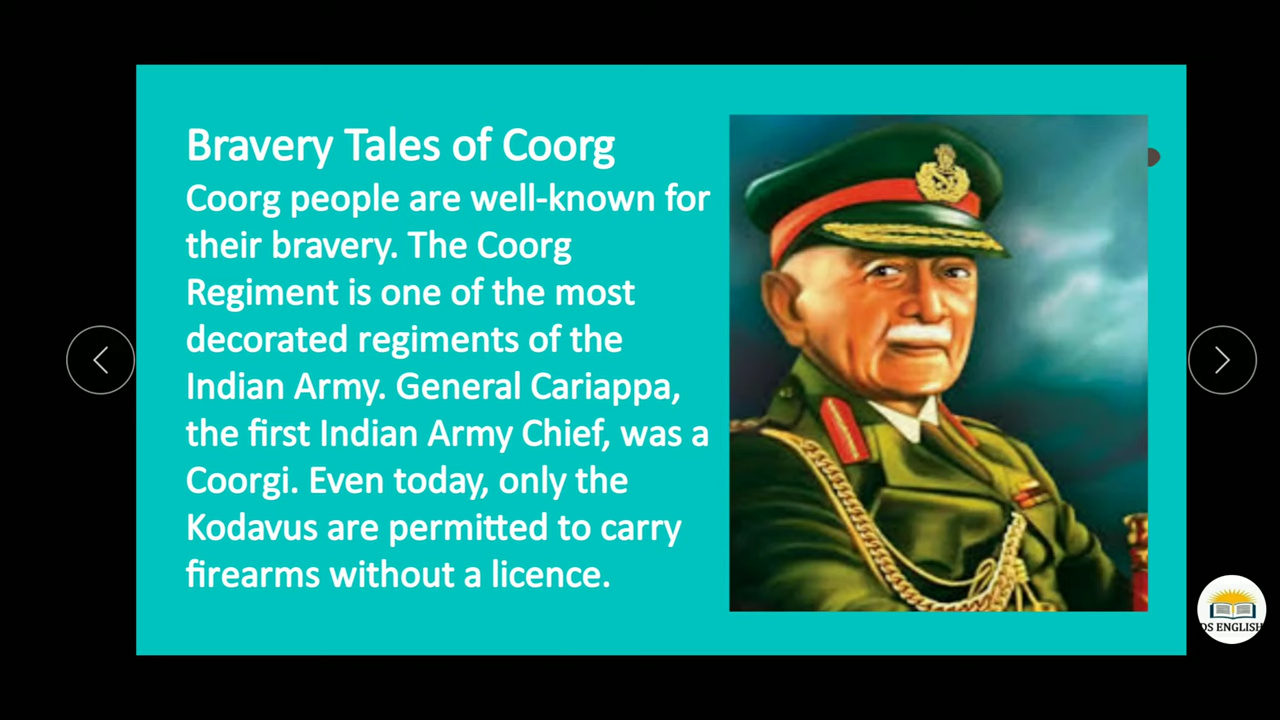 Bravery Tales of Coorg
Coorg people are well-known for
their bravery. The Coorg
Regiment is one of the most
decorated regiments of the
Indian Army. General Cariappa,
the first Indian Army Chief, was a
Coorgi. Even today, only the
Kodavus are permitted to carry
firearms without a licence.
DS ENGLISH